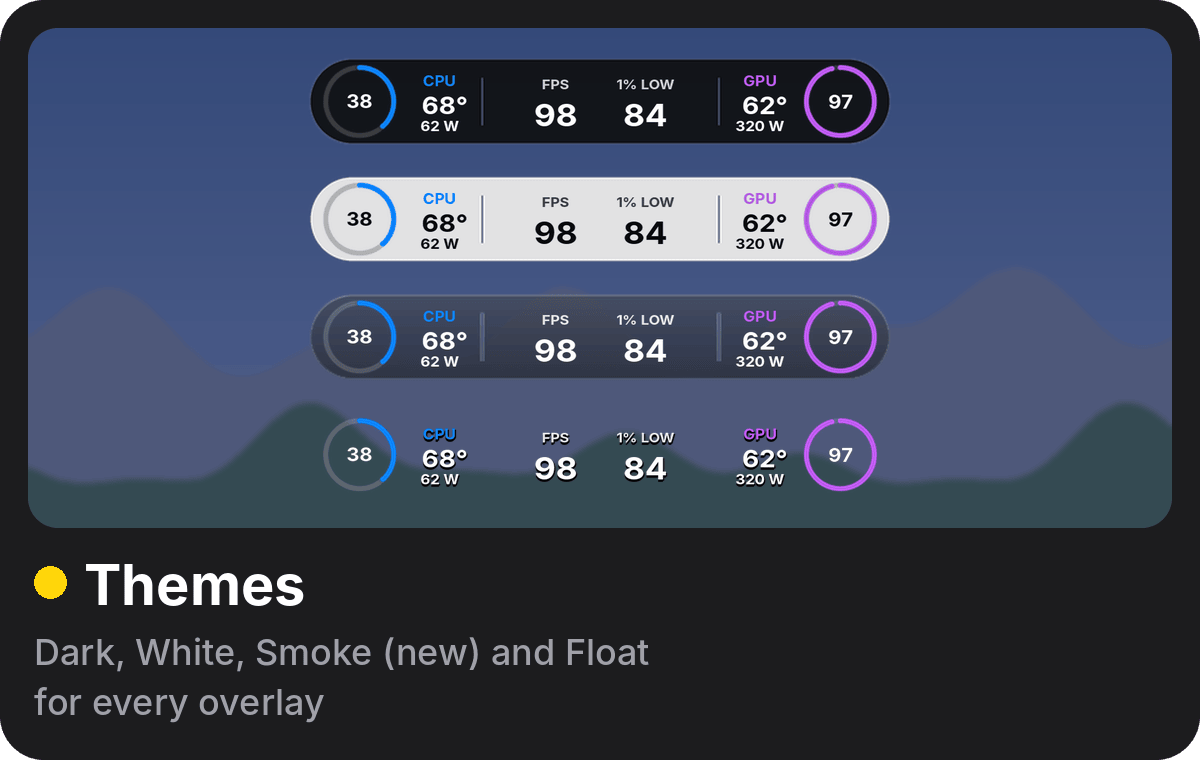 38 CPU 68° 62 W FPS 98 1% LOW 84 GPU 62° 320 W 97
38 CPU 68° 62 W FPS 98 1% LOW 84 GPU 62° 320 W 97
38 CPU 68° 62 W FPS 98 1% LOW 84 GPU 62° 320 W 97
38 CPU 68° 62 W FPS 98 1% LOW 84 GPU 62° 320 W 97
Themes
Dark, White, Smoke (new) and Float
for every overlay